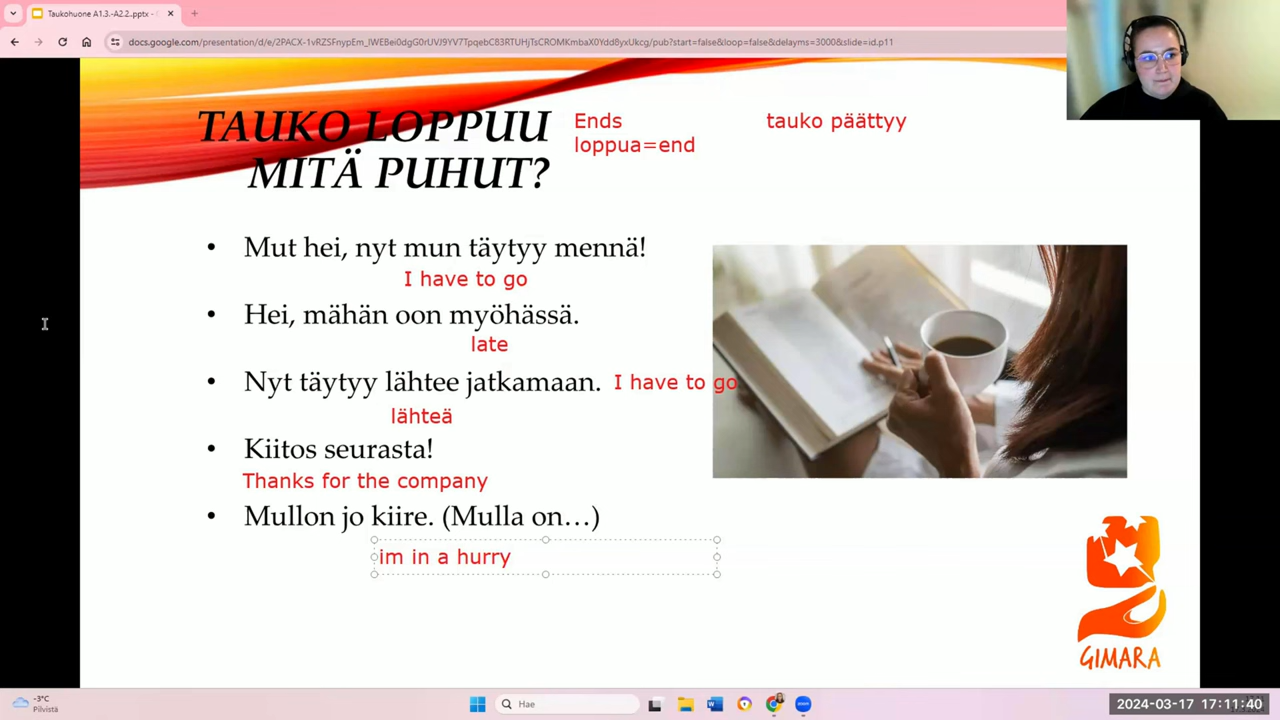 Taukohuone A1.3.-A2.2..pptx -
docs.google.com/presentation/d/e/2PACX-1vRZSFnypEm_IWEBei0dgG0rUVJ9YV7TpqebC83RTUHjTsCROMKmbaX0Ydd8yxUkcg/pub?start=false&loop=false&delayms=3000&slide=id.p11
TAUKO LOPPUU
MITÄ PUHUT?
Ends
loppua=end
tauko päättyy
• Mut hei, nyt mun täytyy mennä!
I have to go
• Hei, mähän oon myöhässä.
late
• Nyt täytyy lähtee jatkamaan. I have to go
lähteä
• Kiitos seurasta!
Thanks for the company
• Mullon jo kiire. (Mulla on…)
im in a hurry
GIMARA
-3°C
Pilvistä
Hae
zoom
2024-03-17 17:11:40